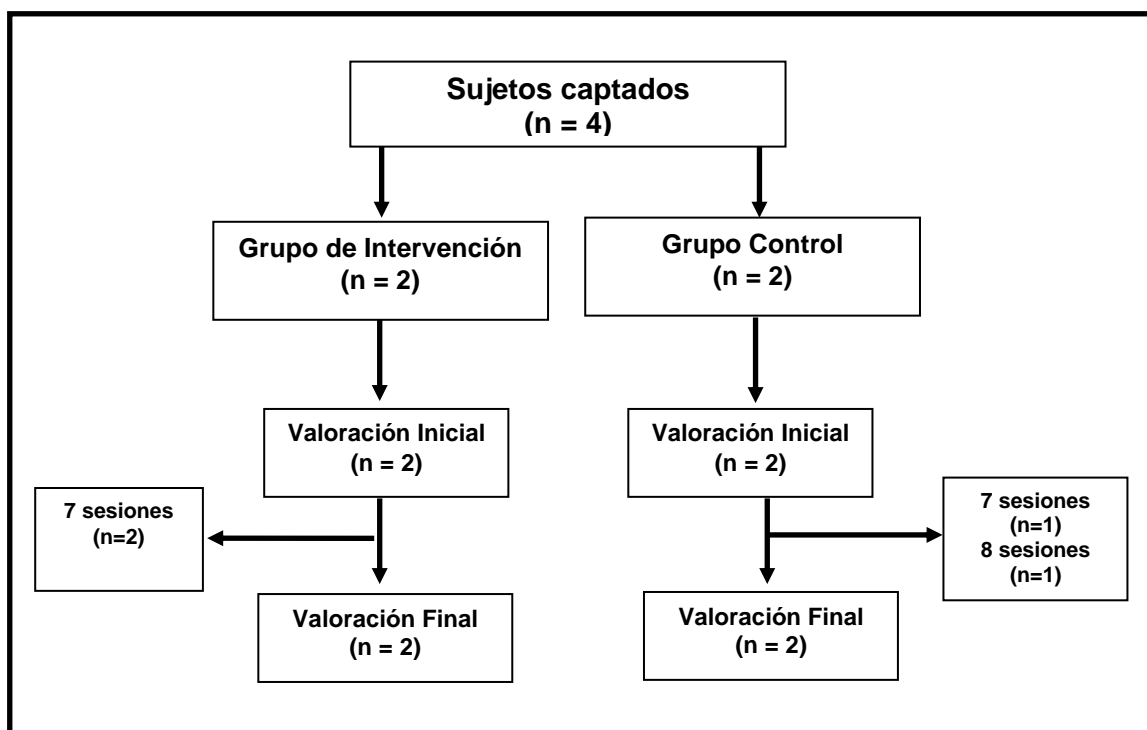 Sujetos captados
(n = 4)
Grupo de Intervención
(n = 2)
Grupo Control
(n = 2)
Valoración Inicial
(n = 2)
Valoración Inicial
(n = 2)
7 sesiones
(n=2)
7 sesiones
(n=1)
8 sesiones
(n=1)
Valoración Final
(n = 2)
Valoración Final
(n = 2)